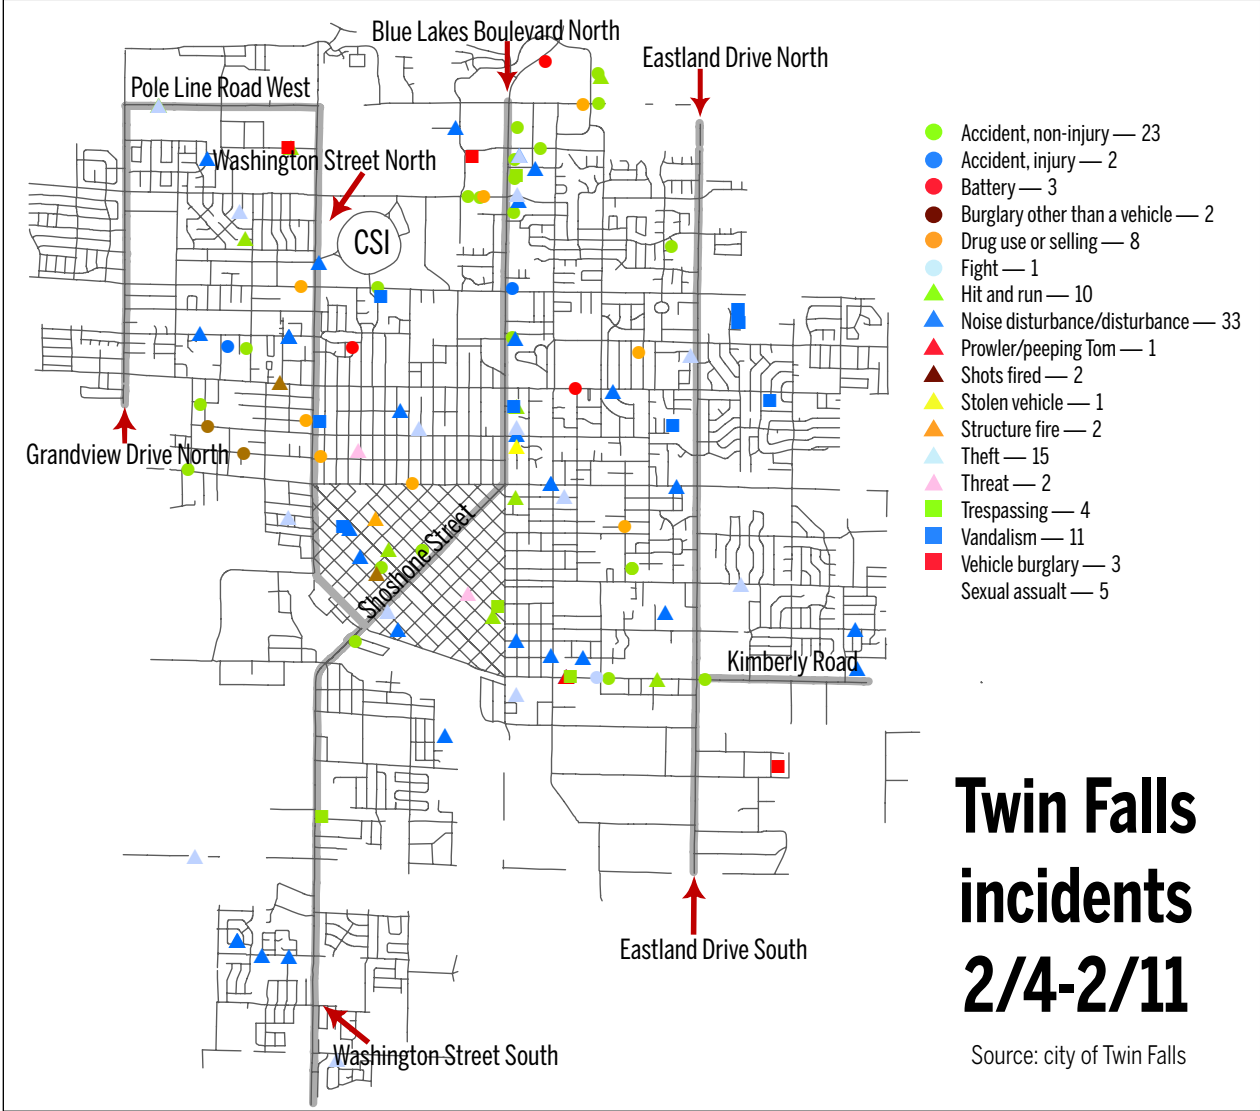 Blue Lakes Boulevard North
Eastland Drive North
Pole Line Road West
Washington Street North
CSI
Grandview Drive North
Shoshone Street
Kimberly Road
Eastland Drive South
Washington Street South
Accident, non-injury — 23
Accident, injury — 2
Battery — 3
Burglary other than a vehicle — 2
Drug use or selling — 8
Fight — 1
Hit and run — 10
Noise disturbance/disturbance — 33
Prowler/peeping Tom — 1
Shots fired — 2
Stolen vehicle — 1
Structure fire — 2
Theft — 15
Threat — 2
Trespassing — 4
Vandalism — 11
Vehicle burglary — 3
Sexual assualt — 5
Twin Falls
incidents
2/4-2/11
Source: city of Twin Falls